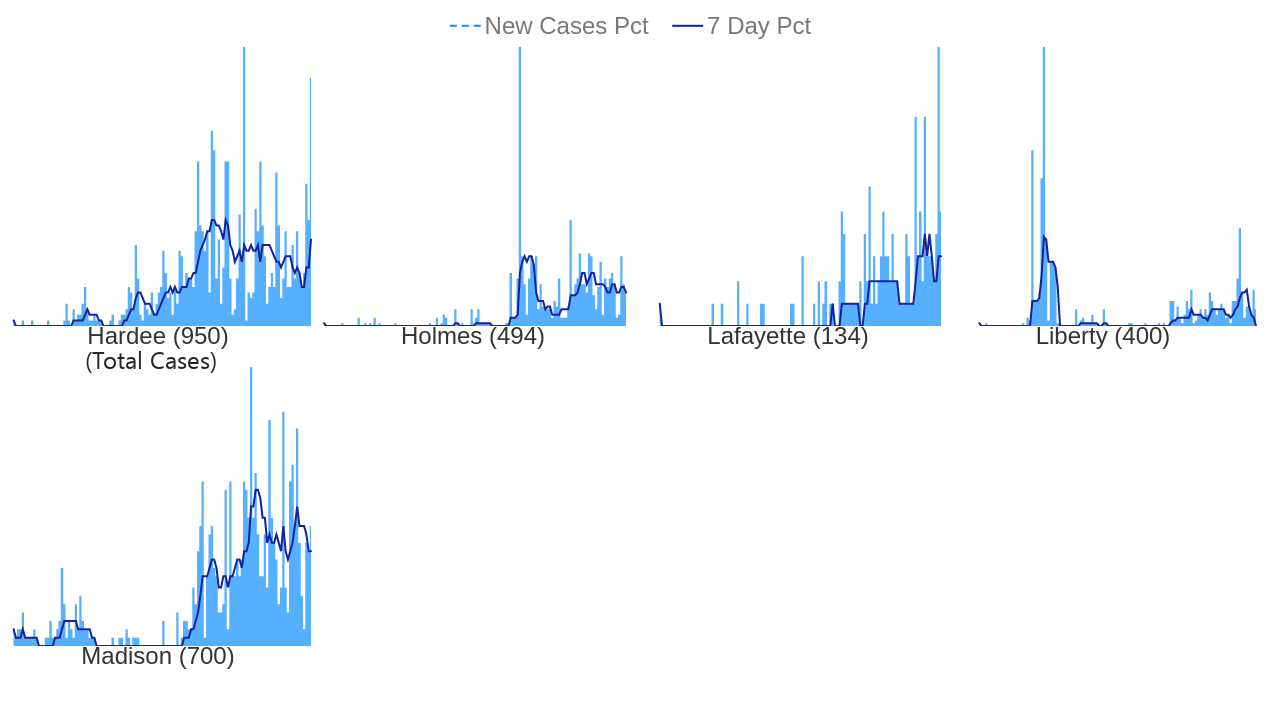 New Cases Pct 7 Day Pct
Hardee (950) Holmes (494) Lafayette (134) Liberty (400)
(Total Cases)
Madison (700)